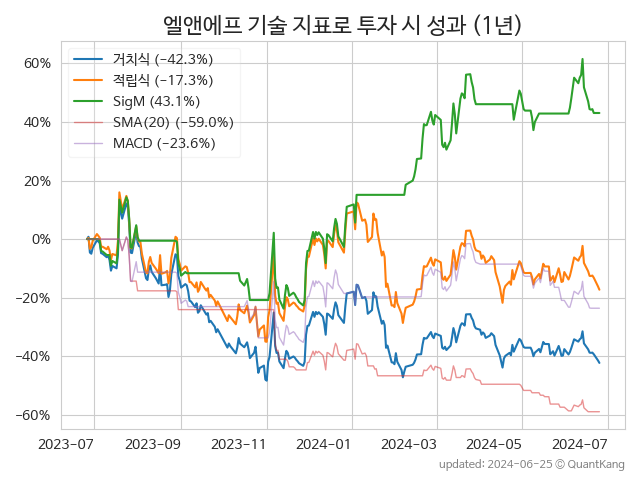 엘앤에프 기술 지표로 투자 시 성과 (1년)
거치식 (−42.3%)
적립식 (−17.3%)
SigM (43.1%)
SMA(20) (−59.0%)
MACD (−23.6%)
60%
40%
20%
0%
−20%
−40%
−60%
2023-07 2023-09 2023-11 2024-01 2024-03 2024-05 2024-07
updated: 2024-06-25 © QuantKang